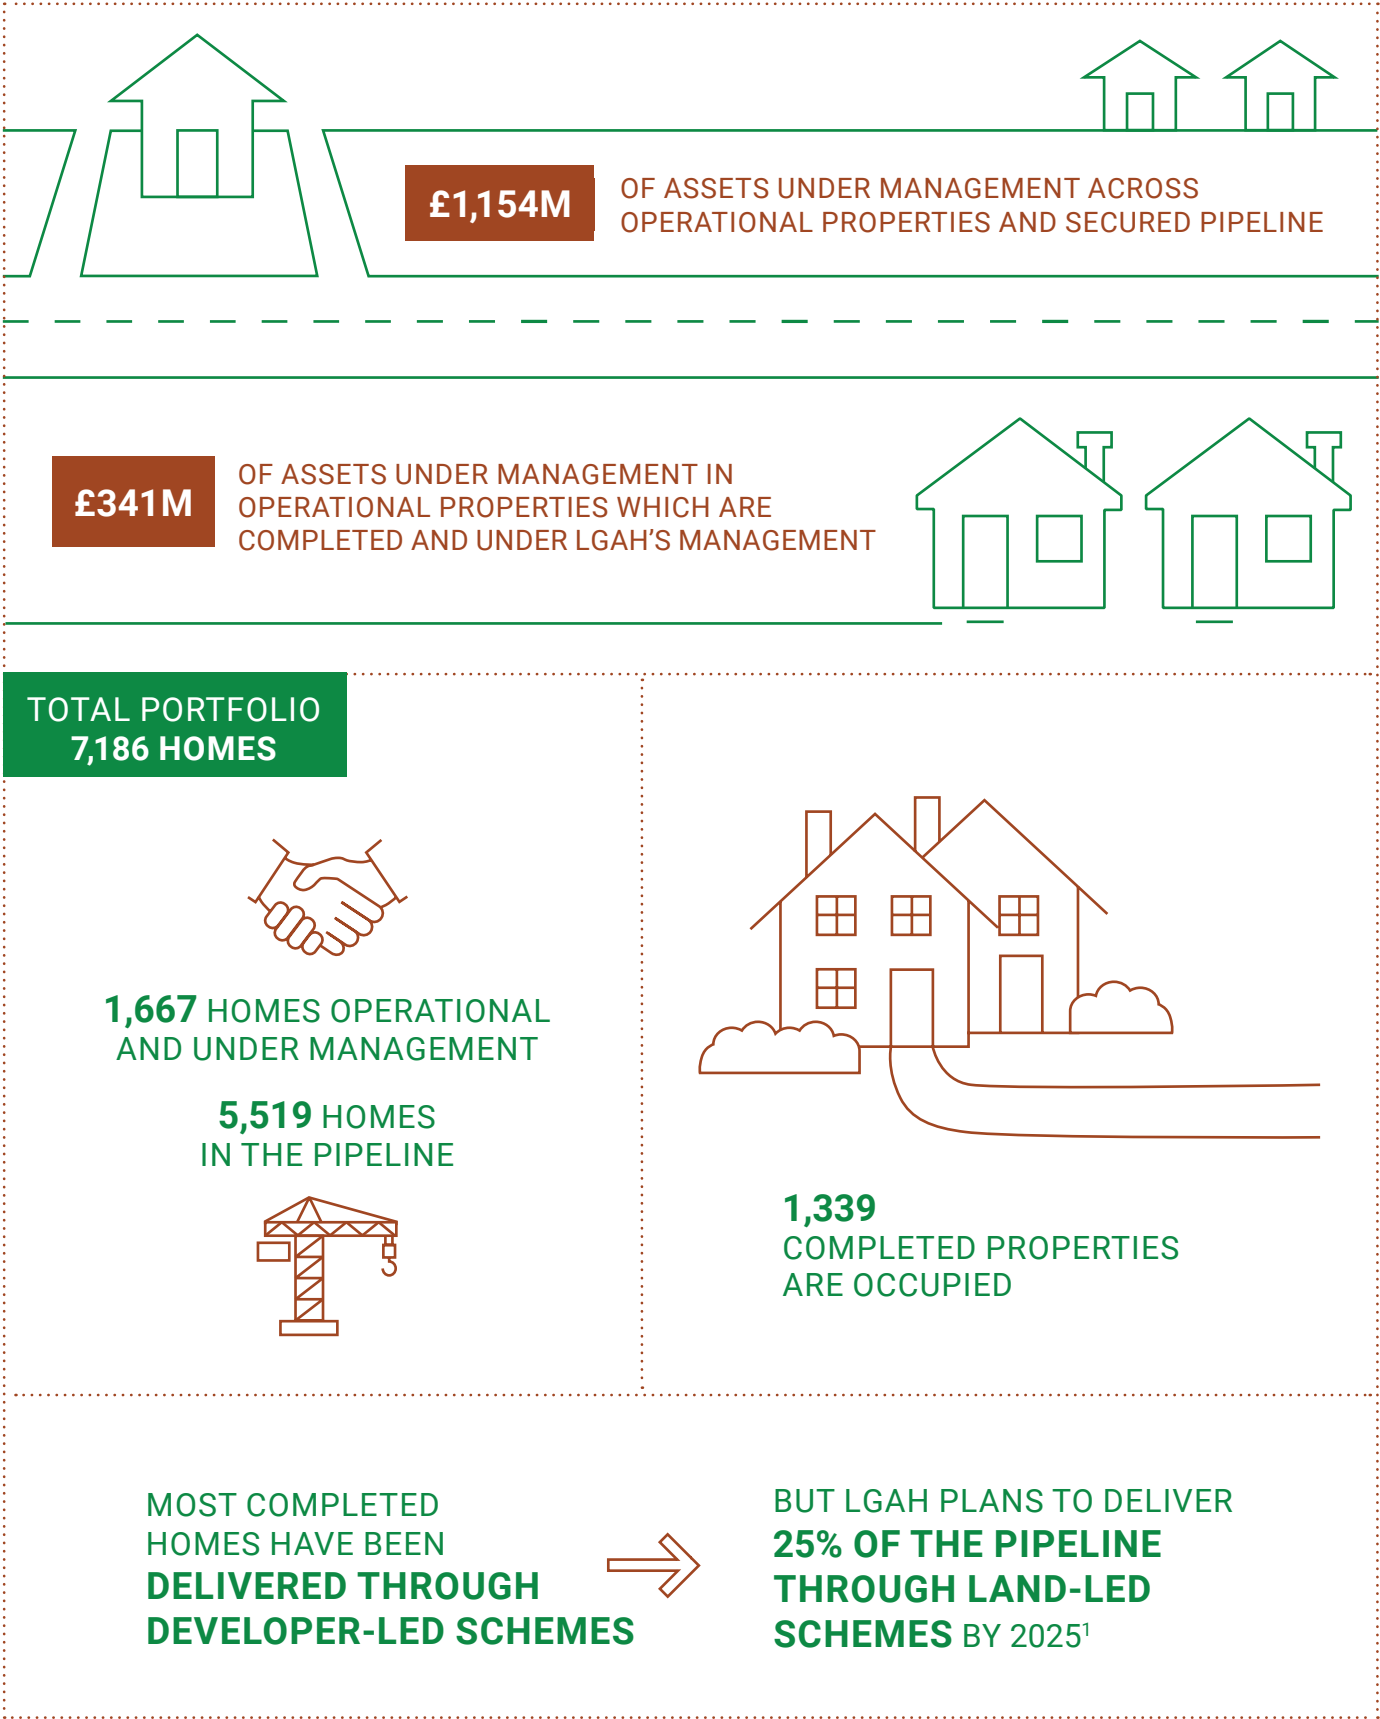 £1,154M
OF ASSETS UNDER MANAGEMENT ACROSS
OPERATIONAL PROPERTIES AND SECURED PIPELINE
£341M
OF ASSETS UNDER MANAGEMENT IN
OPERATIONAL PROPERTIES WHICH ARE
COMPLETED AND UNDER LGAH'S MANAGEMENT
TOTAL PORTFOLIO
7,186 HOMES
1,667 HOMES OPERATIONAL
AND UNDER MANAGEMENT
5,519 HOMES
IN THE PIPELINE
1,339
COMPLETED PROPERTIES
ARE OCCUPIED
MOST COMPLETED
HOMES HAVE BEEN
DELIVERED THROUGH
DEVELOPER-LED SCHEMES
BUT LGAH PLANS TO DELIVER
25% OF THE PIPELINE
THROUGH LAND-LED
SCHEMES BY 2025¹